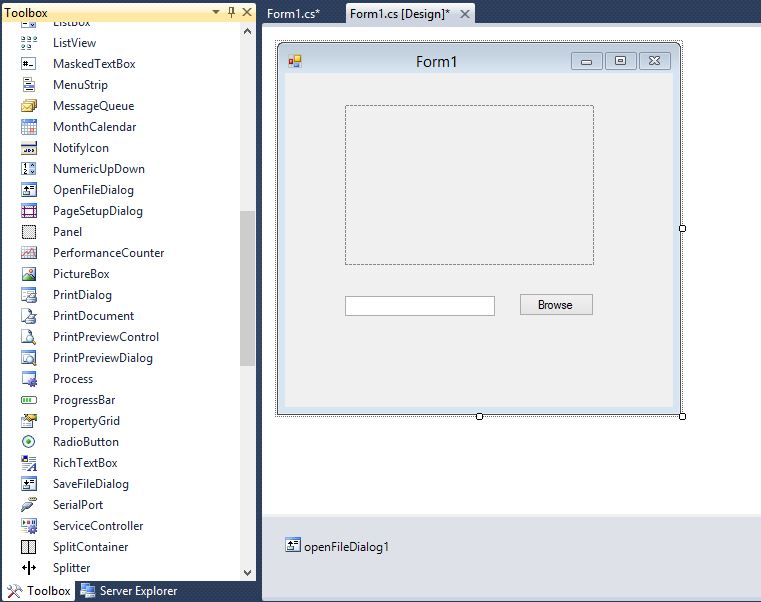 Toolbox
ListBox
ListView
MaskedTextBox
MenuStrip
MessageQueue
MonthCalendar
NotifyIcon
NumericUpDown
OpenFileDialog
PageSetupDialog
Panel
PerformanceCounter
PictureBox
PrintDialog
PrintDocument
PrintPreviewControl
PrintPreviewDialog
Process
ProgressBar
PropertyGrid
RadioButton
RichTextBox
SaveFileDialog
SerialPort
ServiceController
SplitContainer
Splitter
Toolbox Server Explorer
Form1.cs* Form1.cs [Design]*
Form1
Browse
openFileDialog1